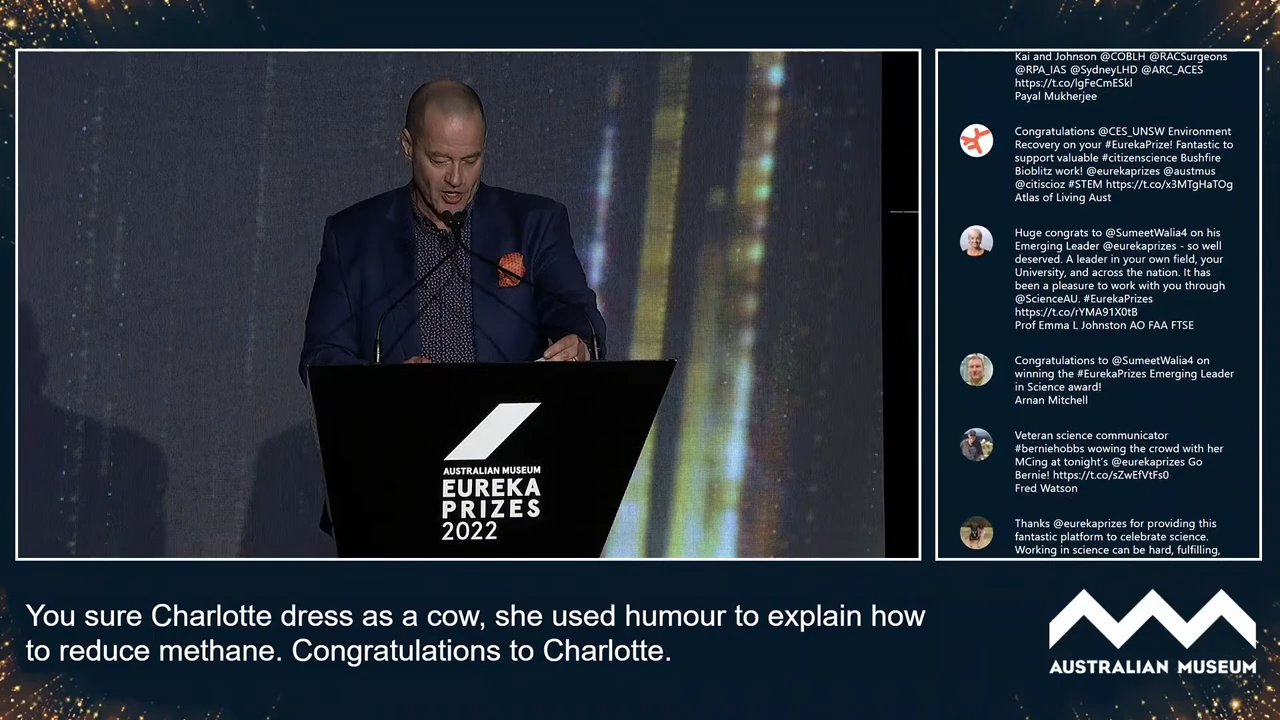 AUSTRALIAN MUSEUM
EUREKA
PRIZES
2022
Kai and Johnson @COBLH @RACSurgeons
@RPA_IAS @SydneyLHD @ARC_ACES
https://t.co/lgFeCmESkl
Payal Mukherjee
Congratulations @CES_UNSW Environment
Recovery on your #EurekaPrize! Fantastic to
support valuable #citizenscience Bushfire
Bioblitz work! @eurekaprizes @austmus
@citiscioz #STEM https://t.co/x3MTgHaTOg
Atlas of Living Aust
Huge congrats to @SumeetWalia4 on his
Emerging Leader @eurekaprizes - so well
deserved. A leader in your own field, your
University, and across the nation. It has
been a pleasure to work with you through
@ScienceAU. #EurekaPrizes
https://t.co/rYMA91X0tB
Prof Emma L Johnston AO FAA FTSE
Congratulations to @SumeetWalia4 on
winning the #EurekaPrizes Emerging Leader
in Science award!
Arnan Mitchell
Veteran science communicator
#berniehobbs wowing the crowd with her
MCing at tonight's @eurekaprizes Go
Bernie! https://t.co/sZwEfVtFs0
Fred Watson
Thanks @eurekaprizes for providing this
fantastic platform to celebrate science.
Working in science can be hard, fulfilling,
You sure Charlotte dress as a cow, she used humour to explain how
to reduce methane. Congratulations to Charlotte.
AUSTRALIAN MUSEUM